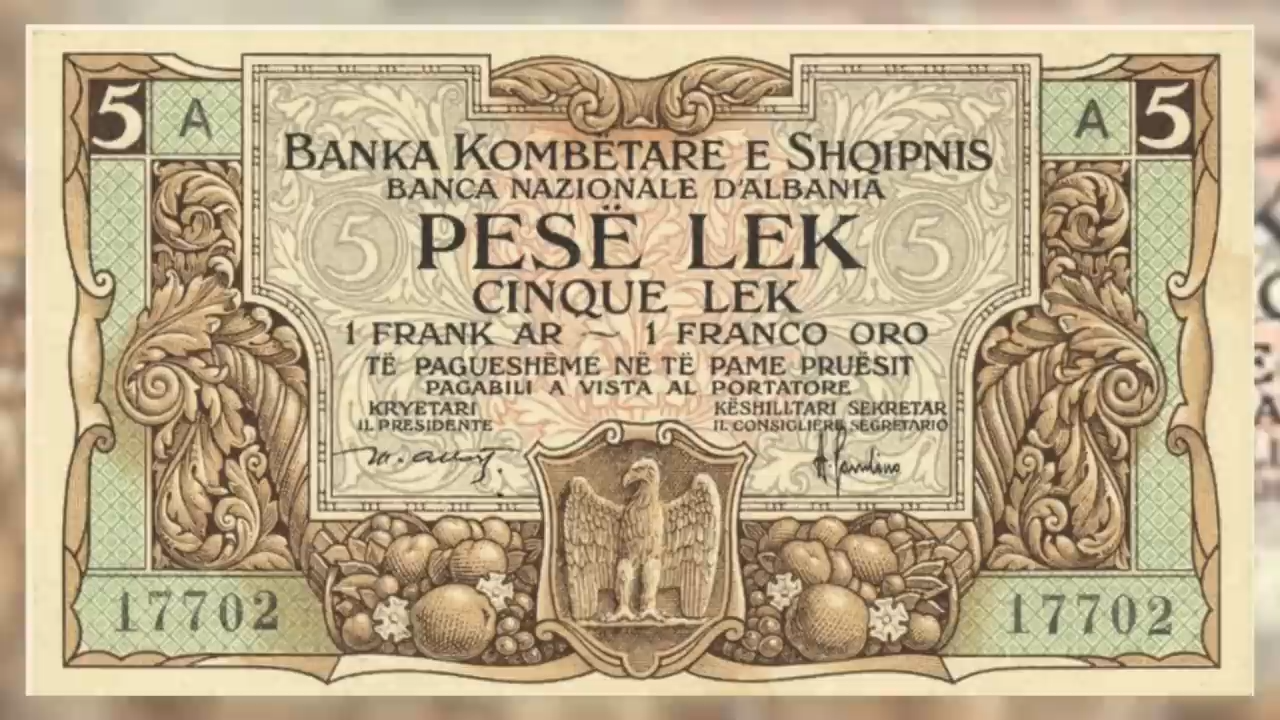 5 A A 5
BANKA KOMBËTARE E SHQIPNIS
BANCA NAZIONALE D'ALBANIA
5 PESË LEK 5
CINQUE LEK
1 FRANK AR ~ 1 FRANCO ORO
TË PAGUESHËME NË TË PAME PRUËSIT
PAGABILI A VISTA AL PORTATORE
KRYETARI KËSHILLTARI SEKRETAR
IL PRESIDENTE IL CONSIGLIERE SEGRETARIO
17702 17702